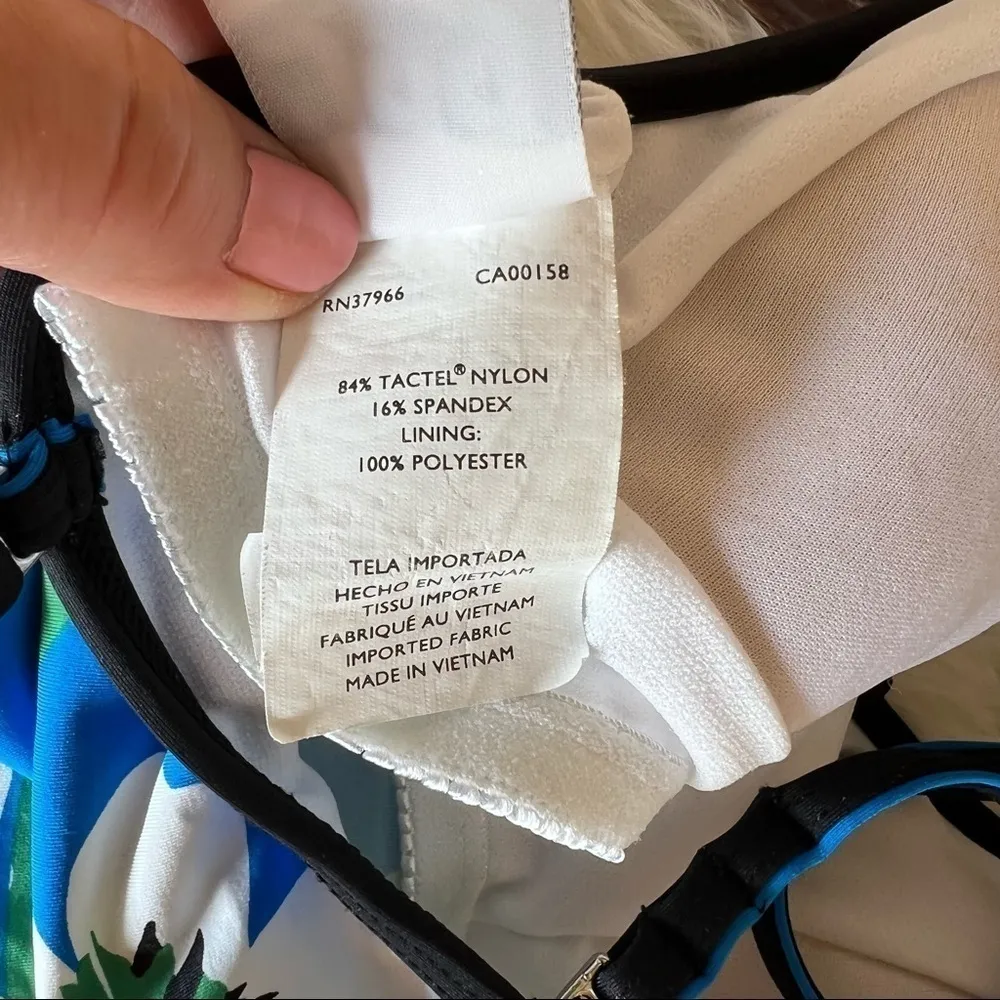 RN37966 CA00158
84% TACTEL® NYLON
16% SPANDEX
LINING:
100% POLYESTER
TELA IMPORTADA
HECHO EN VIETNAM
TISSU IMPORTE
FABRIQUÉ AU VIETNAM
IMPORTED FABRIC
MADE IN VIETNAM